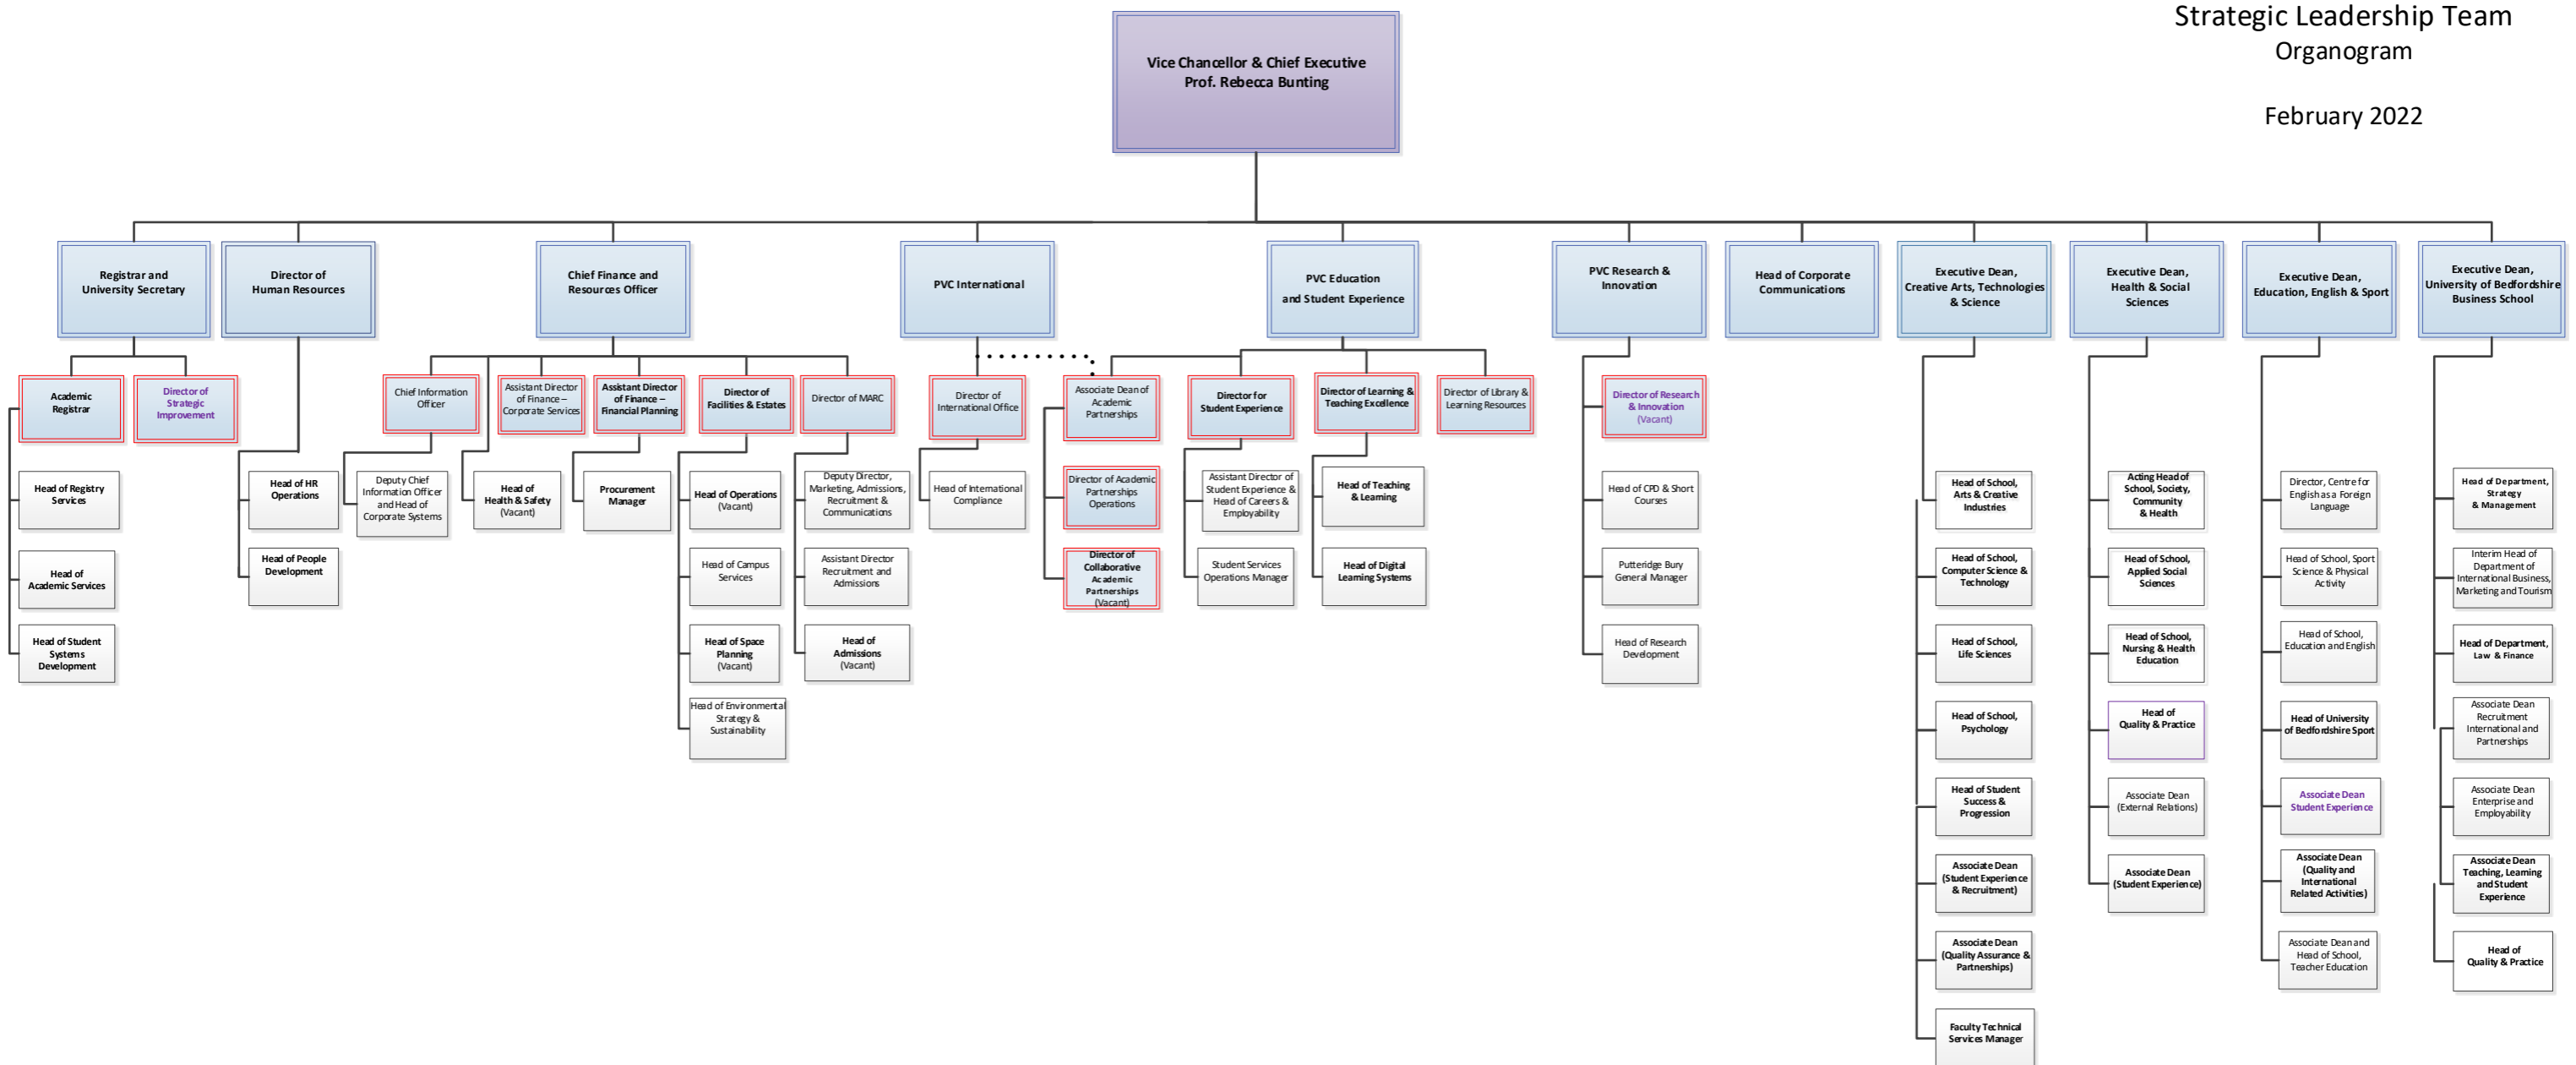 Strategic Leadership Team
Organogram
February 2022
Vice Chancellor & Chief Executive
Prof. Rebecca Bunting
Registrar and
University Secretary
Director of
Human Resources
Chief Finance and
Resources Officer
PVC International
PVC Education
and Student Experience
PVC Research &
Innovation
Head of Corporate
Communications
Executive Dean,
Creative Arts, Technologies
& Science
Executive Dean,
Health & Social
Sciences
Executive Dean,
Education, English & Sport
Executive Dean,
University of Bedfordshire
Business School
Academic
Registrar
Director of
Strategic
Improvement
Chief Information
Officer
Assistant Director
of Finance –
Corporate Services
Assistant Director
of Finance –
Financial Planning
Director of
Facilities & Estates
Director of MARC
Director of
International Office
Associate Dean of
Academic
Partnerships
Director for
Student Experience
Director of Learning &
Teaching Excellence
Director of Library &
Learning Resources
Director of Research
& Innovation
(Vacant)
Head of Registry
Services
Head of HR
Operations
Deputy Chief
Information Officer
and Head of
Corporate Systems
Head of
Health & Safety
(Vacant)
Procurement
Manager
Head of Operations
(Vacant)
Deputy Director,
Marketing, Admissions,
Recruitment &
Communications
Head of International
Compliance
Director of Academic
Partnerships
Operations
Assistant Director of
Student Experience &
Head of Careers &
Employability
Head of Teaching
& Learning
Head of CPD & Short
Courses
Head of School,
Arts & Creative
Industries
Acting Head of
School, Society,
Community
& Health
Director, Centre for
English as a Foreign
Language
Head of Department,
Strategy
& Management
Head of
Academic Services
Head of People
Development
Head of Campus
Services
Assistant Director
Recruitment and
Admissions
Director of
Collaborative
Academic
Partnerships
(Vacant)
Student Services
Operations Manager
Head of Digital
Learning Systems
Putteridge Bury
General Manager
Head of School,
Computer Science &
Technology
Head of School,
Applied Social
Sciences
Head of School, Sport
Science & Physical
Activity
Interim Head of
Department of
International Business,
Marketing and Tourism
Head of Student
Systems
Development
Head of Space
Planning
(Vacant)
Head of
Admissions
(Vacant)
Head of Research
Development
Head of School,
Life Sciences
Head of School,
Nursing & Health
Education
Head of School,
Education and English
Head of Department,
Law & Finance
Head of Environmental
Strategy &
Sustainability
Head of School,
Psychology
Head of
Quality & Practice
Head of University
of Bedfordshire Sport
Associate Dean
Recruitment
International and
Partnerships
Head of Student
Success &
Progression
Associate Dean
(External Relations)
Associate Dean
Student Experience
Associate Dean
Enterprise and
Employability
Associate Dean
(Student Experience
& Recruitment)
Associate Dean
(Student Experience)
Associate Dean
(Quality and
International
Related Activities)
Associate Dean
Teaching, Learning
and Student
Experience
Associate Dean
(Quality Assurance &
Partnerships)
Associate Dean and
Head of School,
Teacher Education
Head of
Quality & Practice
Faculty Technical
Services Manager